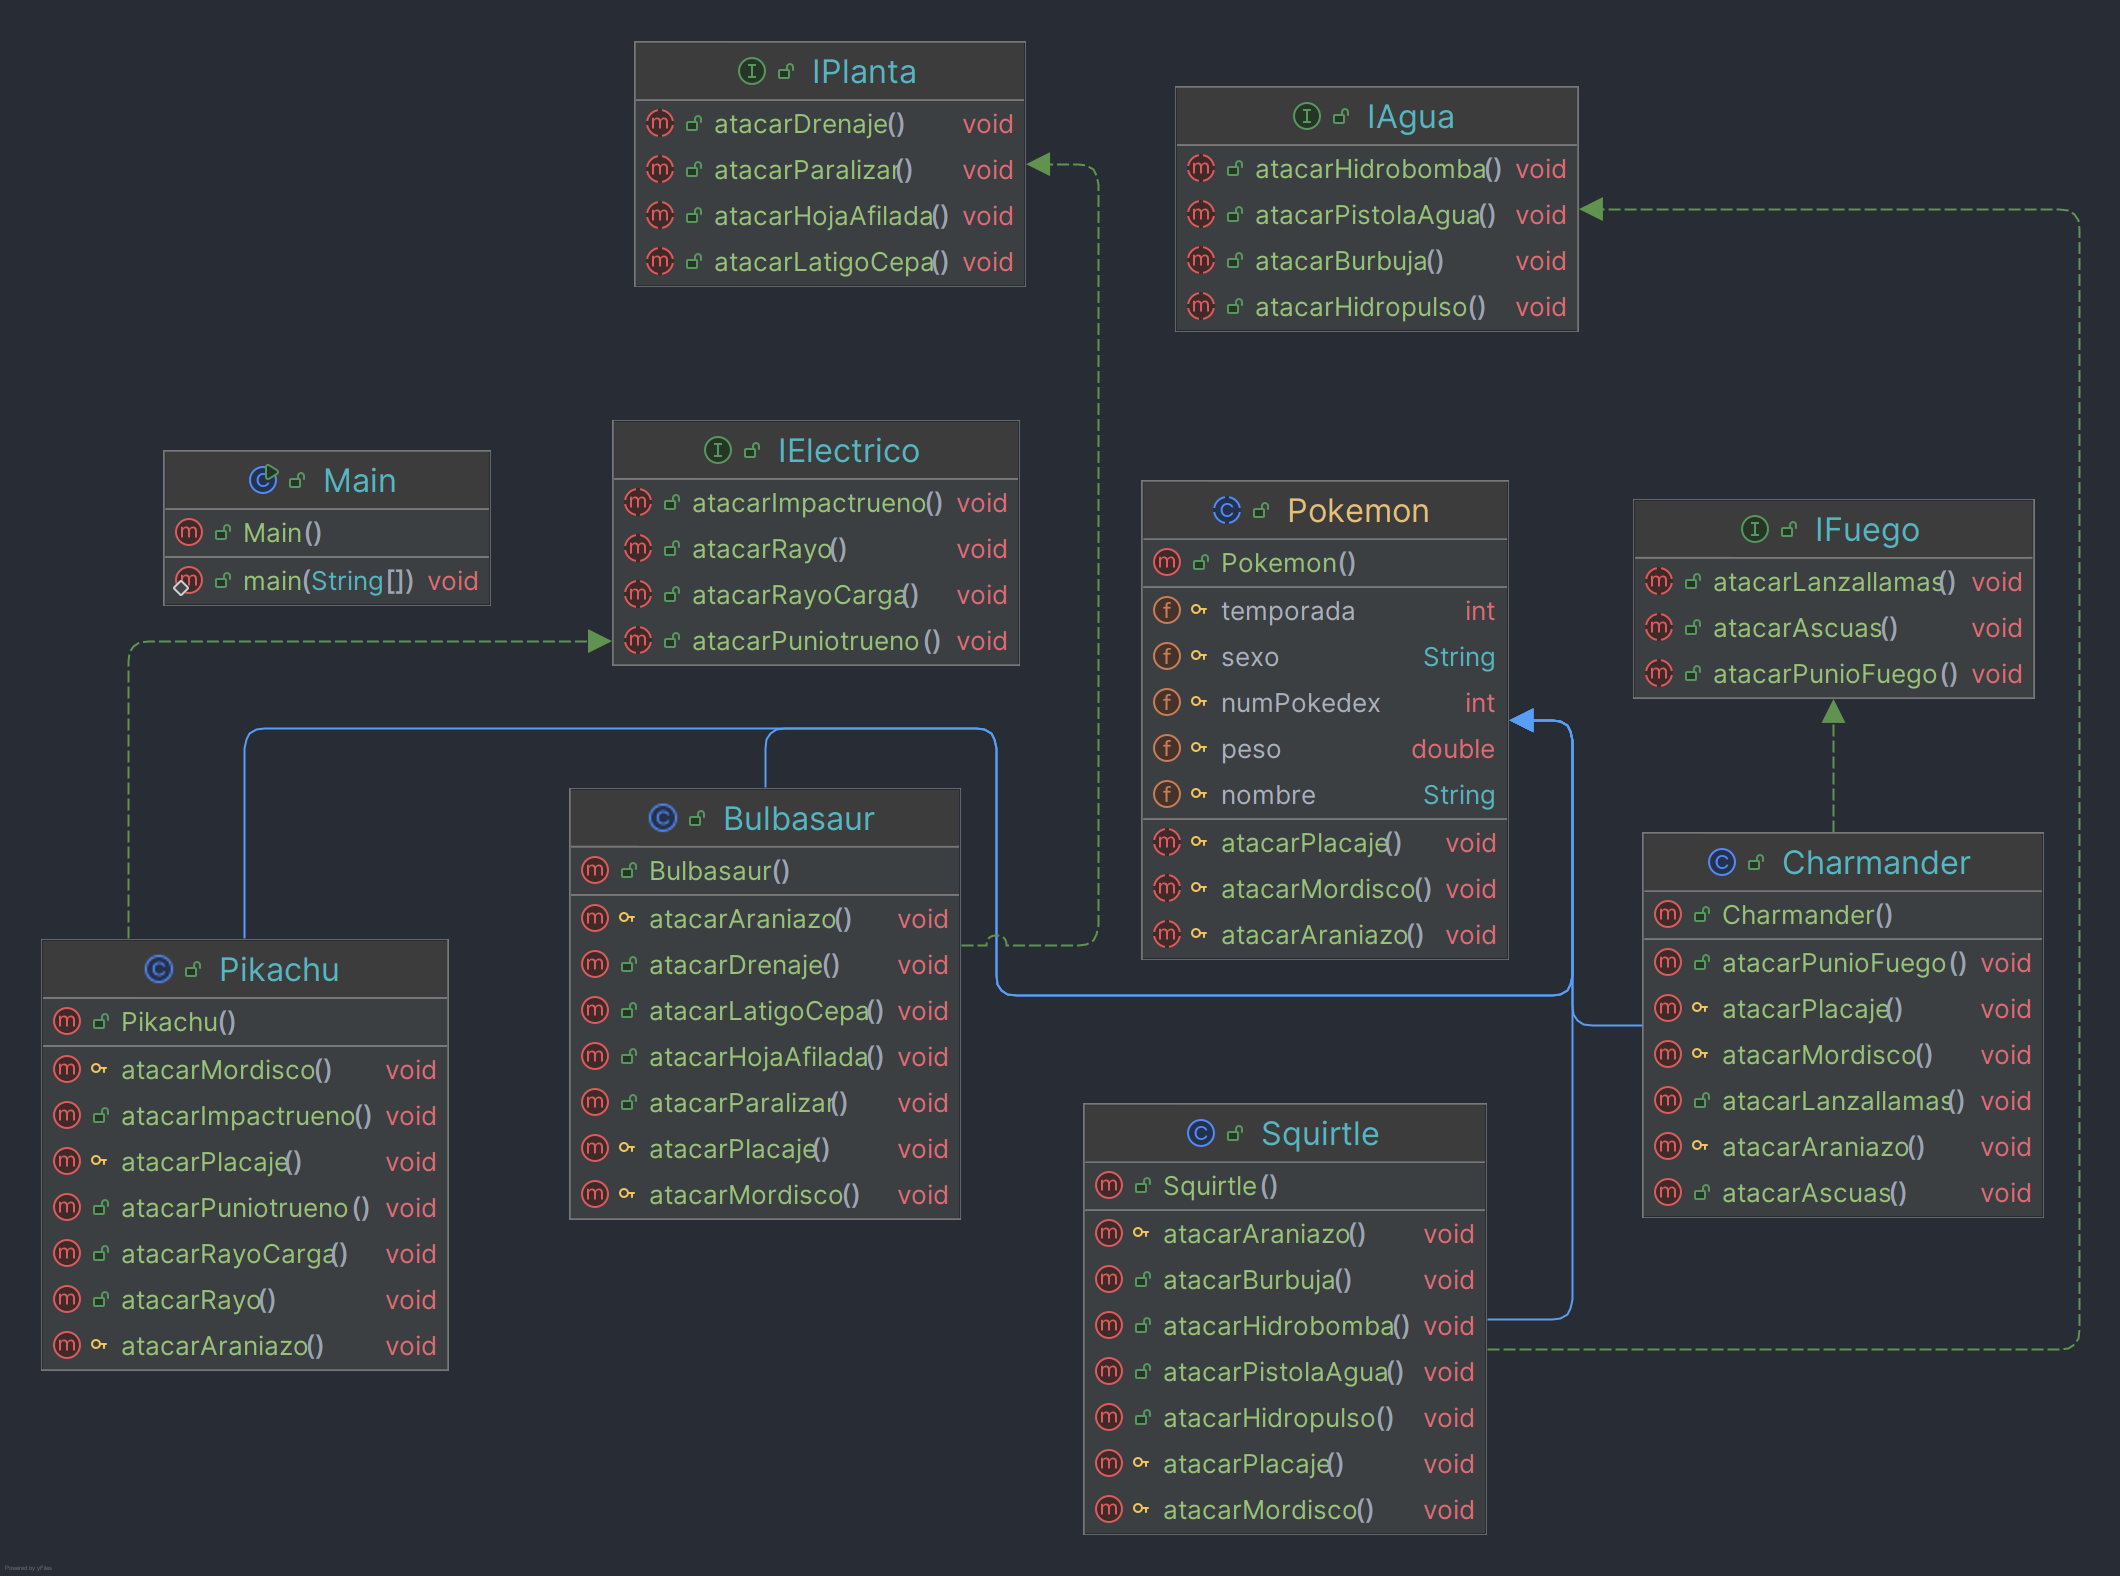 IPlanta
atacarDrenaje() void
atacarParalizar() void
atacarHojaAfilada() void
atacarLatigoCepa() void
IAgua
atacarHidrobomba() void
atacarPistolaAgua() void
atacarBurbuja() void
atacarHidropulso() void
Main
Main()
main(String[]) void
IElectrico
atacarImpactrueno() void
atacarRayo() void
atacarRayoCarga() void
atacarPuniotrueno() void
Pokemon
Pokemon()
temporada int
sexo String
numPokedex int
peso double
nombre String
atacarPlacaje() void
atacarMordisco() void
atacarAraniazo() void
IFuego
atacarLanzallamas() void
atacarAscuas() void
atacarPunioFuego() void
Pikachu
Pikachu()
atacarMordisco() void
atacarImpactrueno() void
atacarPlacaje() void
atacarPuniotrueno() void
atacarRayoCarga() void
atacarRayo() void
atacarAraniazo() void
Bulbasaur
Bulbasaur()
atacarAraniazo() void
atacarDrenaje() void
atacarLatigoCepa() void
atacarHojaAfilada() void
atacarParalizar() void
atacarPlacaje() void
atacarMordisco() void
Squirtle
Squirtle()
atacarAraniazo() void
atacarBurbuja() void
atacarHidrobomba() void
atacarPistolaAgua() void
atacarHidropulso() void
atacarPlacaje() void
atacarMordisco() void
Charmander
Charmander()
atacarPunioFuego() void
atacarPlacaje() void
atacarMordisco() void
atacarLanzallamas() void
atacarAraniazo() void
atacarAscuas() void
Powered by yFiles